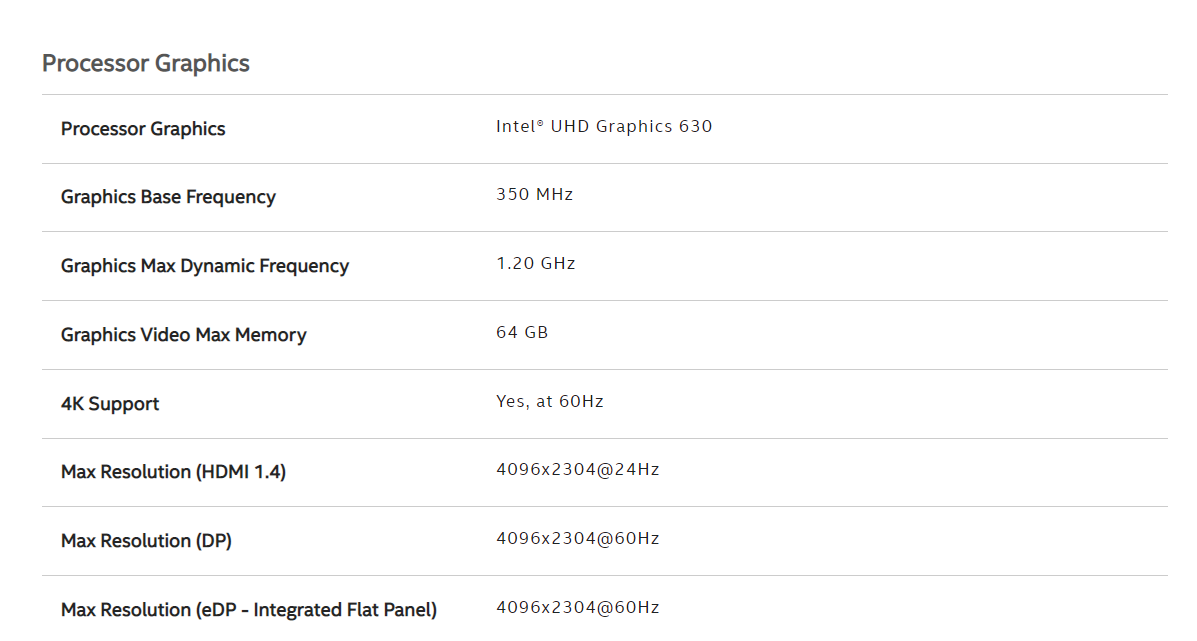 Processor Graphics
Processor Graphics Intel® UHD Graphics 630
Graphics Base Frequency 350 MHz
Graphics Max Dynamic Frequency 1.20 GHz
Graphics Video Max Memory 64 GB
4K Support Yes, at 60Hz
Max Resolution (HDMI 1.4) 4096x2304@24Hz
Max Resolution (DP) 4096x2304@60Hz
Max Resolution (eDP - Integrated Flat Panel) 4096x2304@60Hz